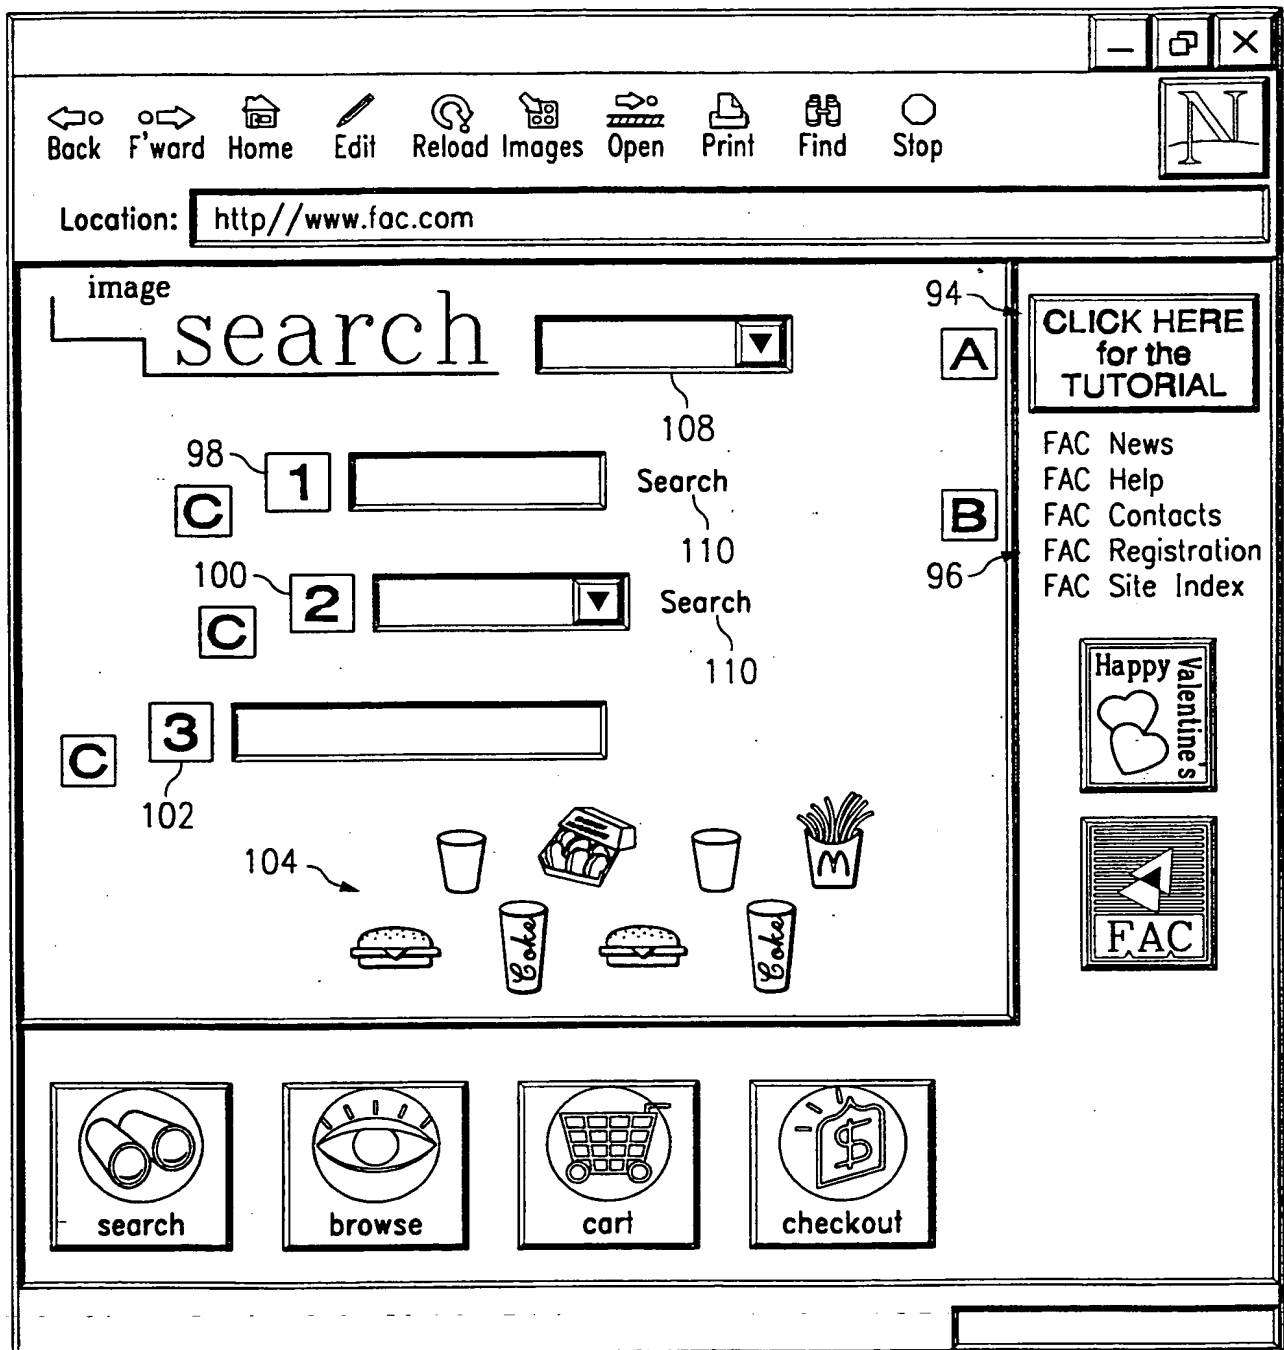 Back F'ward Home Edit Reload Images Open Print Find Stop
N
Location: http//www.fac.com
image
search
108
94
A
CLICK HERE
for the
TUTORIAL
98
1
Search
110
C
B
96
FAC News
FAC Help
FAC Contacts
FAC Registration
FAC Site Index
100
2
Search
110
C
3
C
102
Happy
Valentine's
104
M
Coke
Coke
FAC
$
search
browse
cart
checkout